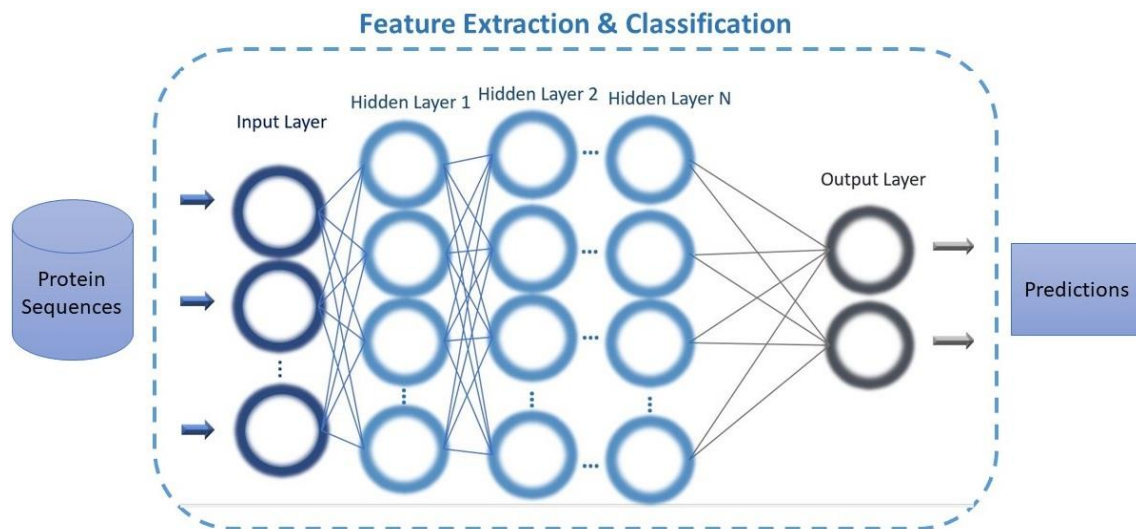 Feature Extraction & Classification
Input Layer
Hidden Layer 1
Hidden Layer 2
Hidden Layer N
Output Layer
Protein
Sequences
Predictions